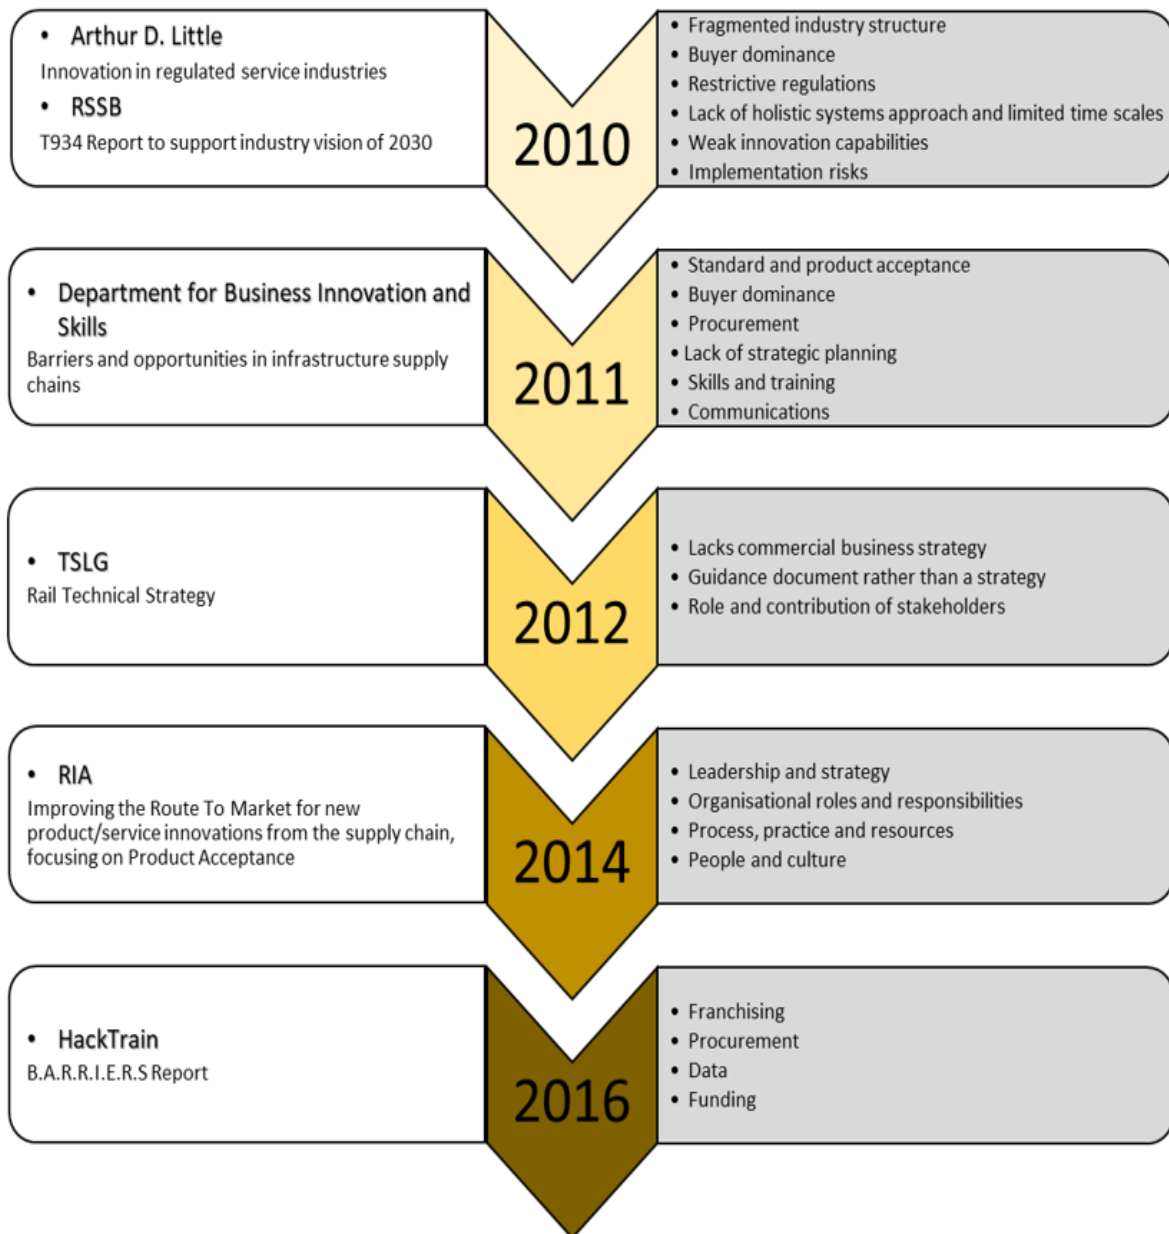 • Arthur D. Little
Innovation in regulated service industries
• RSSB
T934 Report to support industry vision of 2030
2010
• Fragmented industry structure
• Buyer dominance
• Restrictive regulations
• Lack of holistic systems approach and limited time scales
• Weak innovation capabilities
• Implementation risks
• Department for Business Innovation and
Skills
Barriers and opportunities in infrastructure supply
chains
2011
• Standard and product acceptance
• Buyer dominance
• Procurement
• Lack of strategic planning
• Skills and training
• Communications
• TSLG
Rail Technical Strategy
2012
• Lacks commercial business strategy
• Guidance document rather than a strategy
• Role and contribution of stakeholders
• RIA
Improving the Route To Market for new
product/service innovations from the supply chain,
focusing on Product Acceptance
2014
• Leadership and strategy
• Organisational roles and responsibilities
• Process, practice and resources
• People and culture
• HackTrain
B.A.R.R.I.E.R.S Report
2016
• Franchising
• Procurement
• Data
• Funding